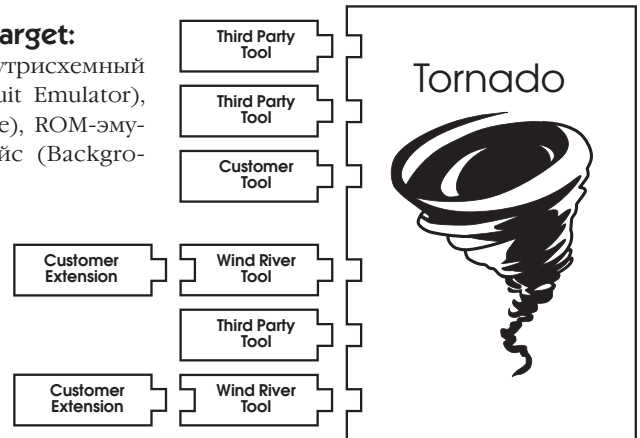 arget:
утрисхемный
uit Emulator),
e), ROM-эму-
йс (Backgro-
Third Party
Tool
Third Party
Tool
Customer
Tool
Customer
Extension
Wind River
Tool
Third Party
Tool
Customer
Extension
Wind River
Tool
Tornado